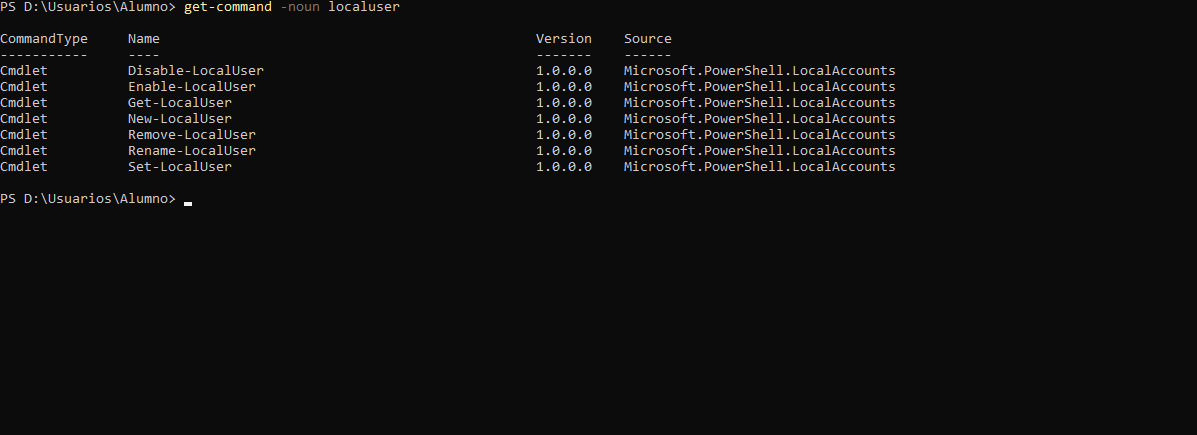 PS D:\Usuarios\Alumno> get-command -noun localuser
CommandType     Name                                               Version    Source
-----------     ----                                               -------    ------
Cmdlet          Disable-LocalUser                                  1.0.0.0    Microsoft.PowerShell.LocalAccounts
Cmdlet          Enable-LocalUser                                   1.0.0.0    Microsoft.PowerShell.LocalAccounts
Cmdlet          Get-LocalUser                                      1.0.0.0    Microsoft.PowerShell.LocalAccounts
Cmdlet          New-LocalUser                                      1.0.0.0    Microsoft.PowerShell.LocalAccounts
Cmdlet          Remove-LocalUser                                   1.0.0.0    Microsoft.PowerShell.LocalAccounts
Cmdlet          Rename-LocalUser                                   1.0.0.0    Microsoft.PowerShell.LocalAccounts
Cmdlet          Set-LocalUser                                      1.0.0.0    Microsoft.PowerShell.LocalAccounts
PS D:\Usuarios\Alumno>